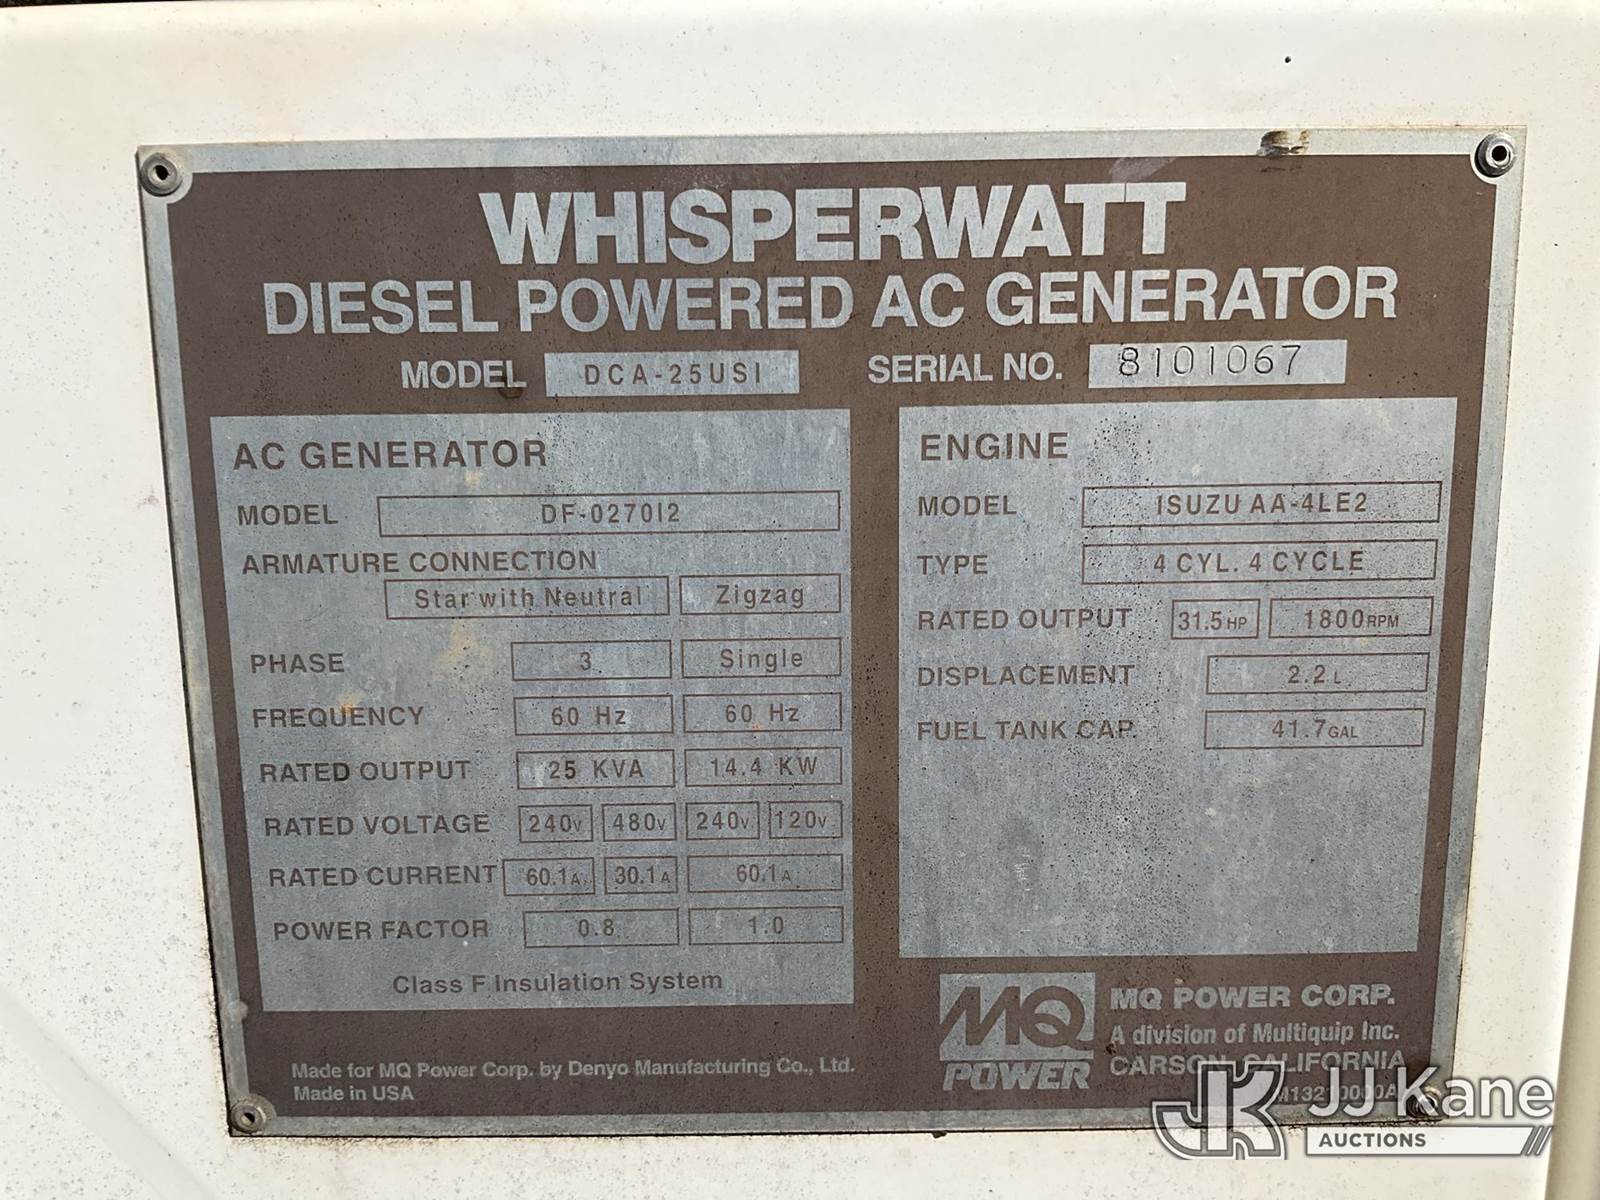 WHISPERWATT
DIESEL POWERED AC GENERATOR
MODEL DCA-25USI SERIAL NO. 8101067
AC GENERATOR
MODEL DF-0270I2
ARMATURE CONNECTION
Star with Neutral Zigzag
PHASE 3 Single
FREQUENCY 60 Hz 60 Hz
RATED OUTPUT 25 KVA 14.4 KW
RATED VOLTAGE 240V 480V 240V 120V
RATED CURRENT 60.1A 30.1A 60.1A
POWER FACTOR 0.8 1.0
Class F Insulation System
ENGINE
MODEL ISUZU AA-4LE2
TYPE 4 CYL. 4 CYCLE
RATED OUTPUT 31.5HP 1800RPM
DISPLACEMENT 2.2L
FUEL TANK CAP. 41.7GAL
Made for MQ Power Corp. by Denyo Manufacturing Co., Ltd.
Made in USA
MQ
POWER
MQ POWER CORP.
A division of Multiquip Inc.
CARSON, CALIFORNIA
M13210000A
JK JJ Kane
AUCTIONS